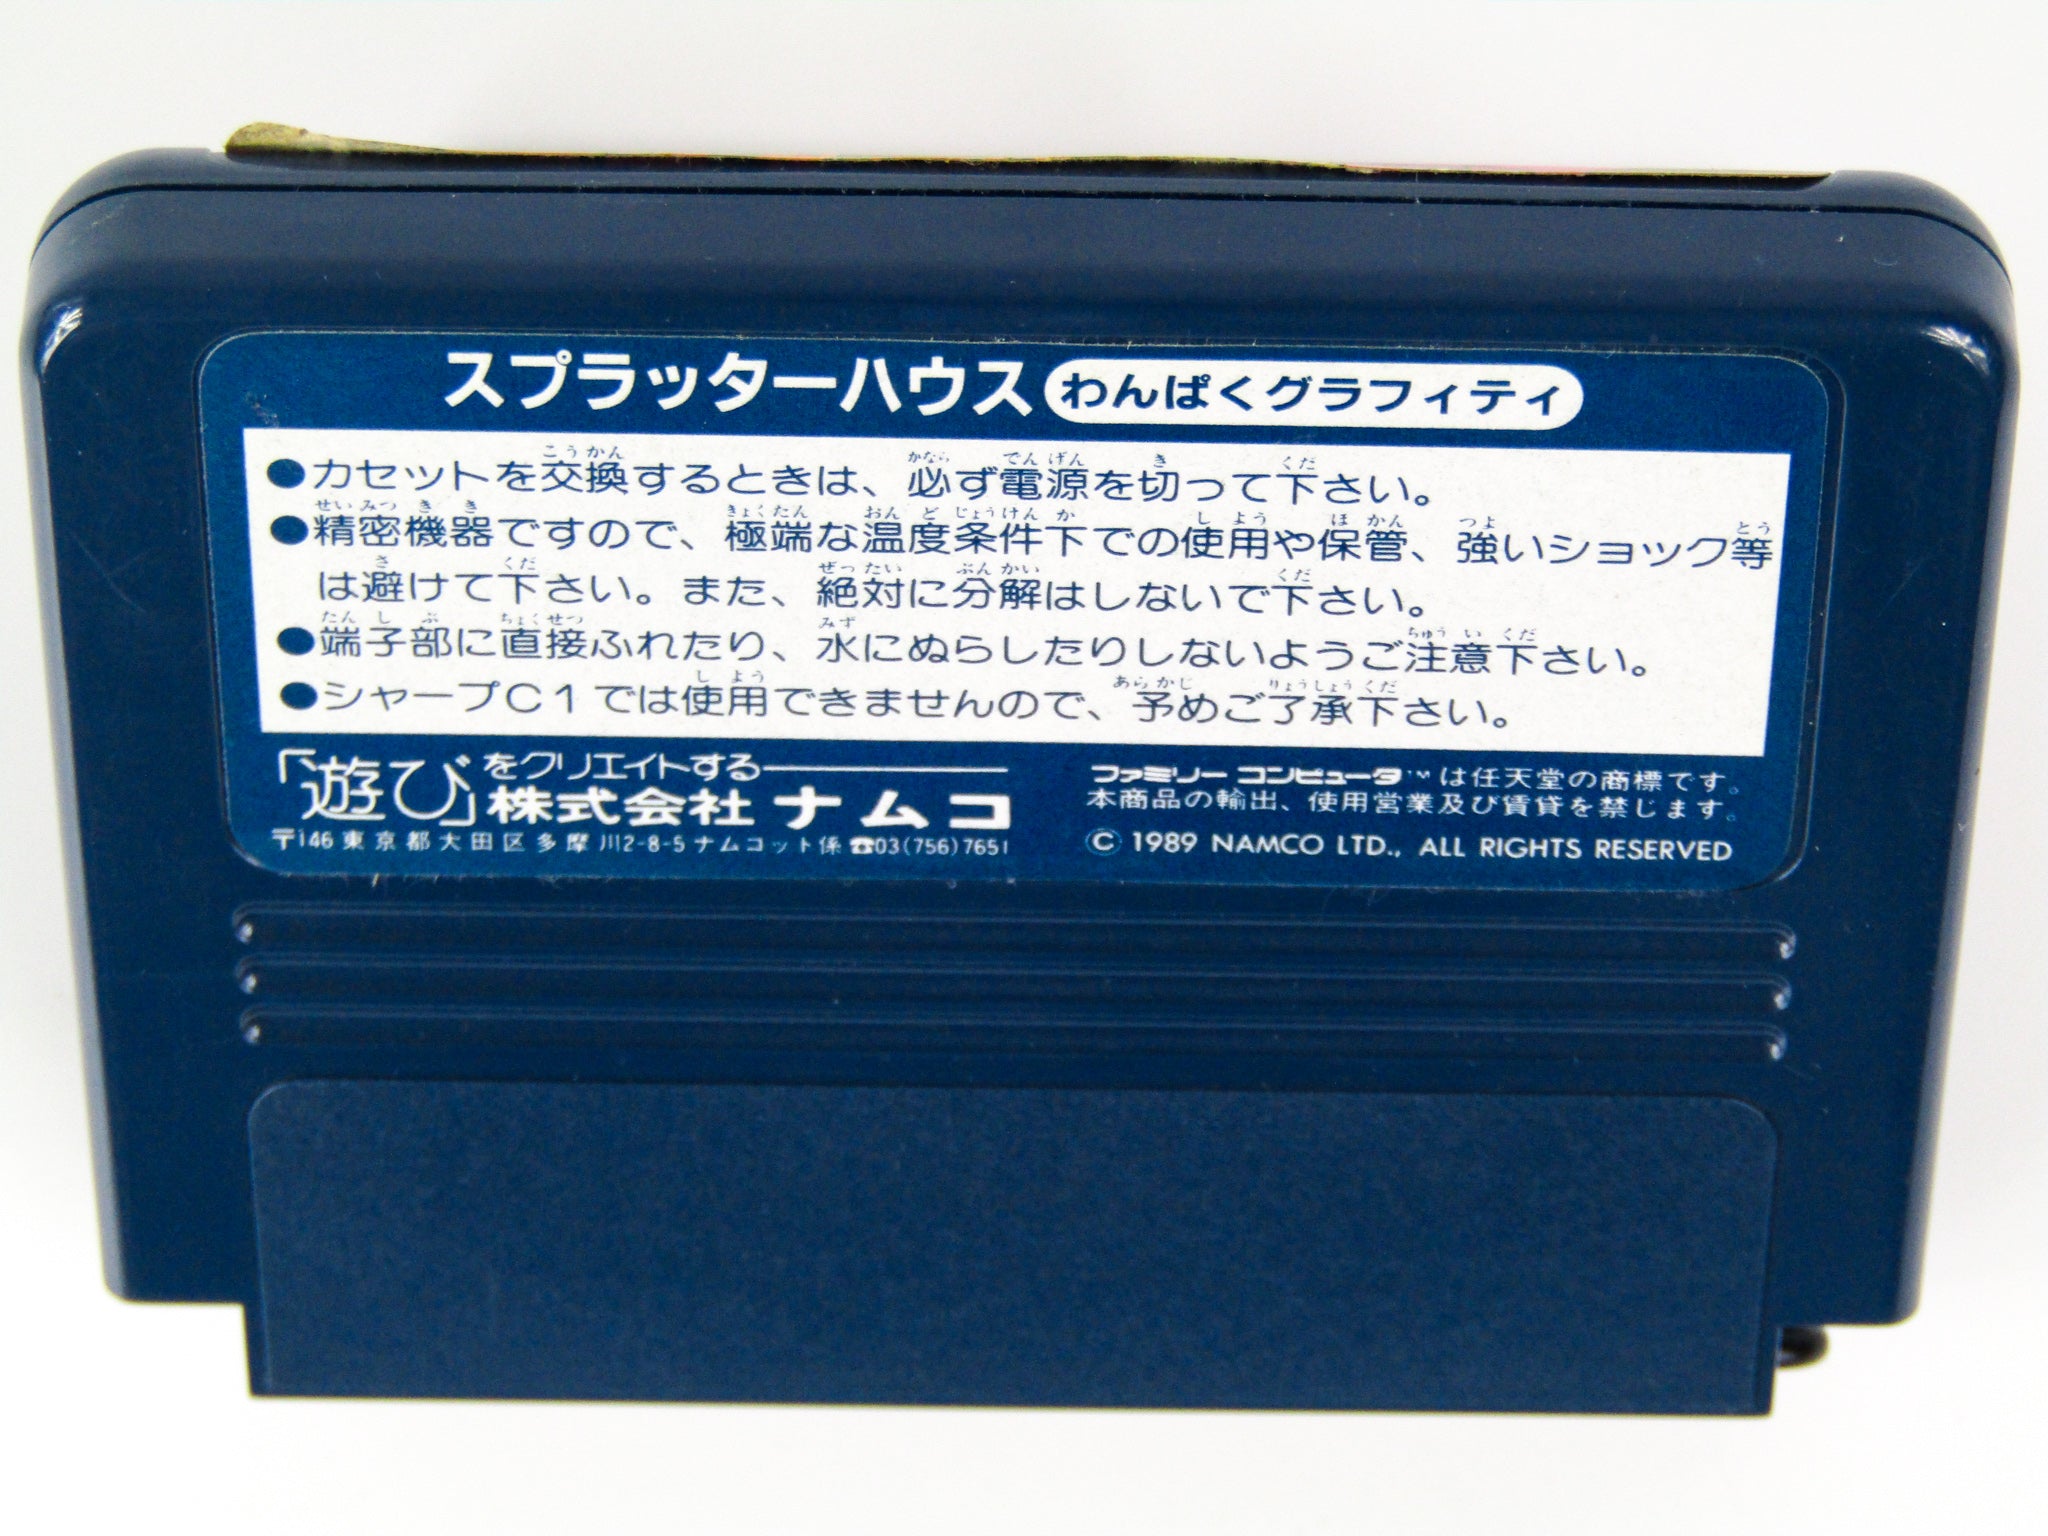 スプラッターハウス わんぱくグラフィティ
●カセットを交換するときは、必ず電源を切って下さい。
●精密機器ですので、極端な温度条件下での使用や保管、強いショック等
は避けて下さい。また、絶対に分解はしないで下さい。
●端子部に直接ふれたり、水にぬらしたりしないようご注意下さい。
●シャープC1では使用できませんので、予めご了承下さい。
「遊び」をクリエイトする
株式会社 ナムコ
〒146 東京都大田区多摩川2-8-5 ナムコット係 ☎03(756)7651
ファミリー コンピュータ™は任天堂の商標です。
本商品の輸出、使用営業及び賃貸を禁じます。
© 1989 NAMCO LTD., ALL RIGHTS RESERVED